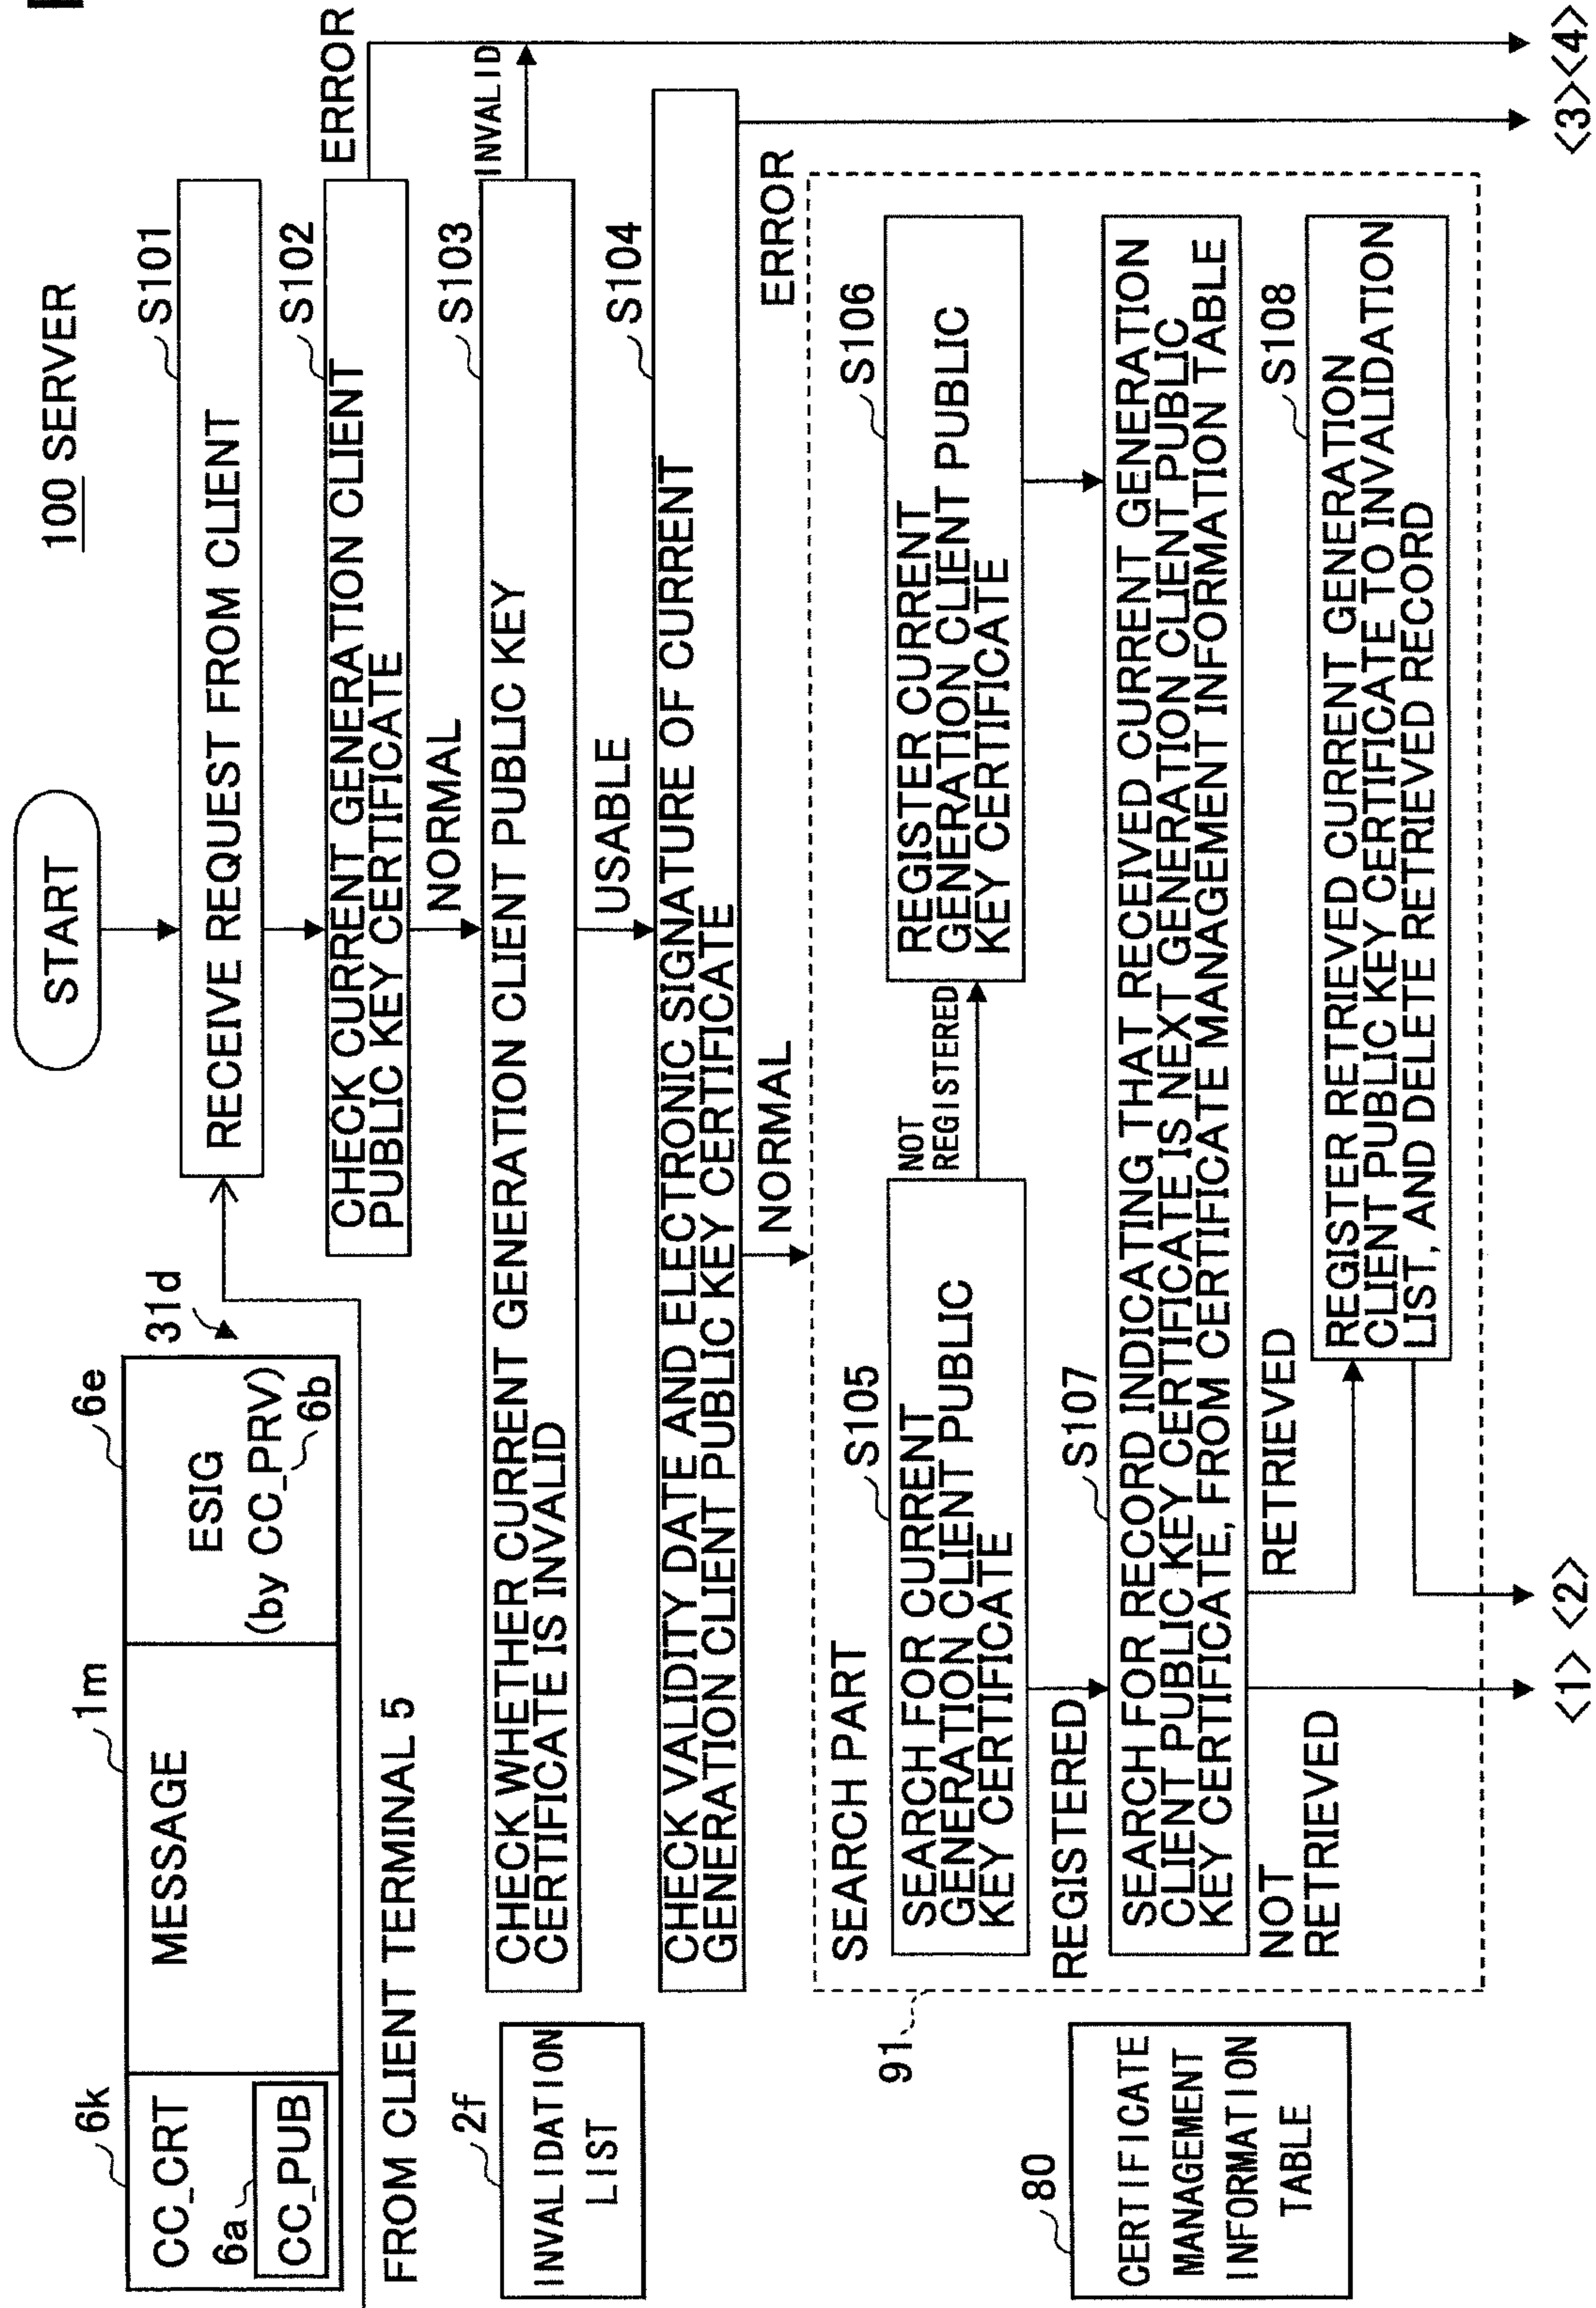 100 SERVER
START
31d
6k
1m
6e
CC_CRT
6a
CC_PUB
MESSAGE
ESIG
(by CC_PRV)
6b
FROM CLIENT TERMINAL 5
S101
RECEIVE REQUEST FROM CLIENT
S102
CHECK CURRENT GENERATION CLIENT
PUBLIC KEY CERTIFICATE
ERROR
NORMAL
2f
INVALIDATION
LIST
S103
CHECK WHETHER CURRENT GENERATION CLIENT PUBLIC KEY
CERTIFICATE IS INVALID
INVALID
USABLE
S104
CHECK VALIDITY DATE AND ELECTRONIC SIGNATURE OF CURRENT
GENERATION CLIENT PUBLIC KEY CERTIFICATE
NORMAL
ERROR
91
SEARCH PART
S105
SEARCH FOR CURRENT
GENERATION CLIENT PUBLIC
KEY CERTIFICATE
NOT
REGISTERED
S106
REGISTER CURRENT
GENERATION CLIENT PUBLIC
KEY CERTIFICATE
REGISTERED
80
CERTIFICATE
MANAGEMENT
INFORMATION
TABLE
S107
SEARCH FOR RECORD INDICATING THAT RECEIVED CURRENT GENERATION
CLIENT PUBLIC KEY CERTIFICATE IS NEXT GENERATION CLIENT PUBLIC
KEY CERTIFICATE, FROM CERTIFICATE MANAGEMENT INFORMATION TABLE
NOT
RETRIEVED
RETRIEVED
S108
REGISTER RETRIEVED CURRENT GENERATION
CLIENT PUBLIC KEY CERTIFICATE TO INVALIDATION
LIST, AND DELETE RETRIEVED RECORD
<1> <2> <3><4>